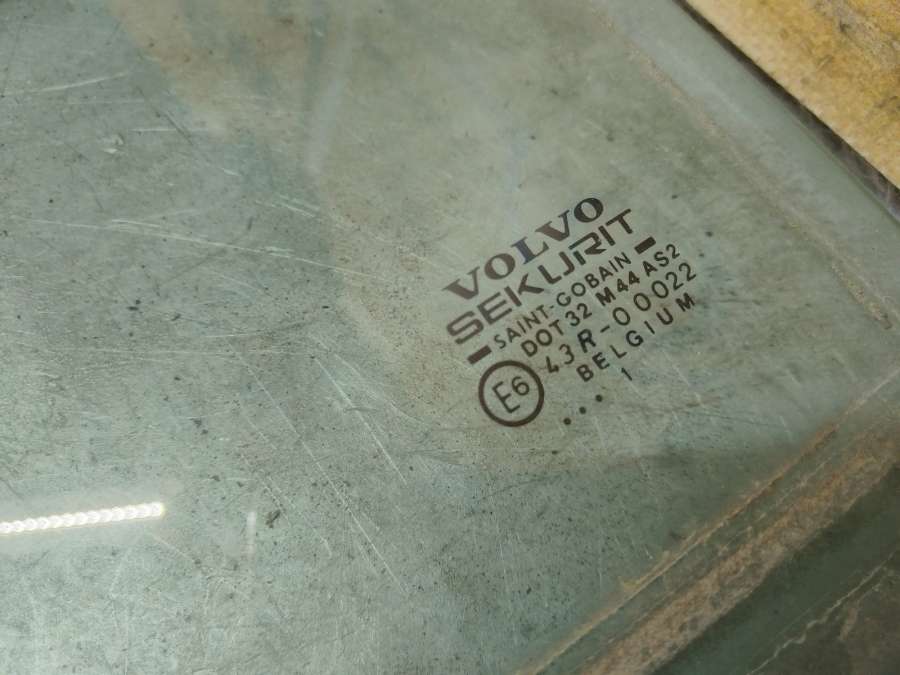 VOLVO
SEKURIT
SAINT-GOBAIN
DOT 32 M44 AS2
E6 43R-00022
BELGIUM
... 1